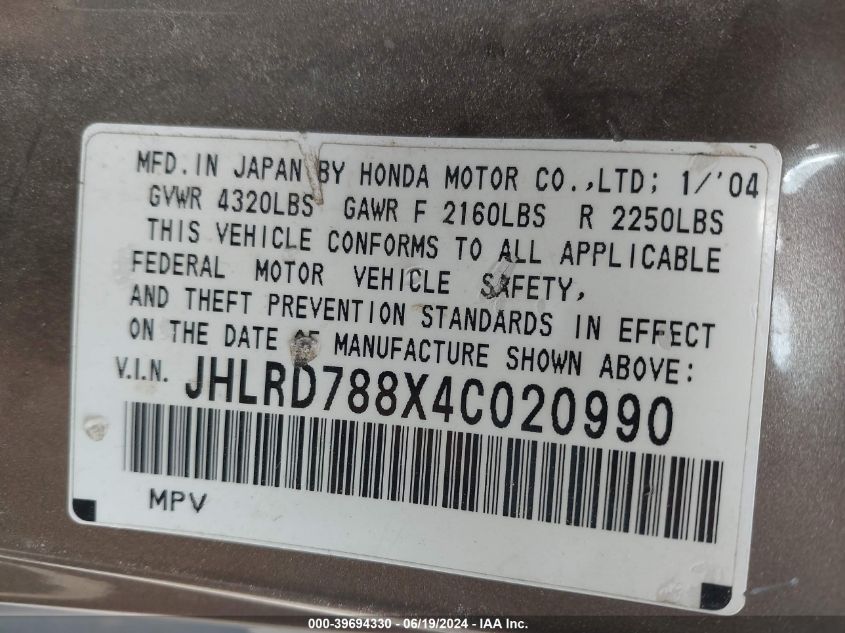 MFD. IN JAPAN BY HONDA MOTOR CO.,LTD; 1/'04
GVWR 4320LBS GAWR F 2160LBS R 2250LBS
THIS VEHICLE CONFORMS TO ALL APPLICABLE
FEDERAL MOTOR VEHICLE SAFETY,
AND THEFT PREVENTION STANDARDS IN EFFECT
ON THE DATE OF MANUFACTURE SHOWN ABOVE:
V.I.N. JHLRD788X4C020990
MPV
000-39694330 - 06/19/2024 - IAA Inc.